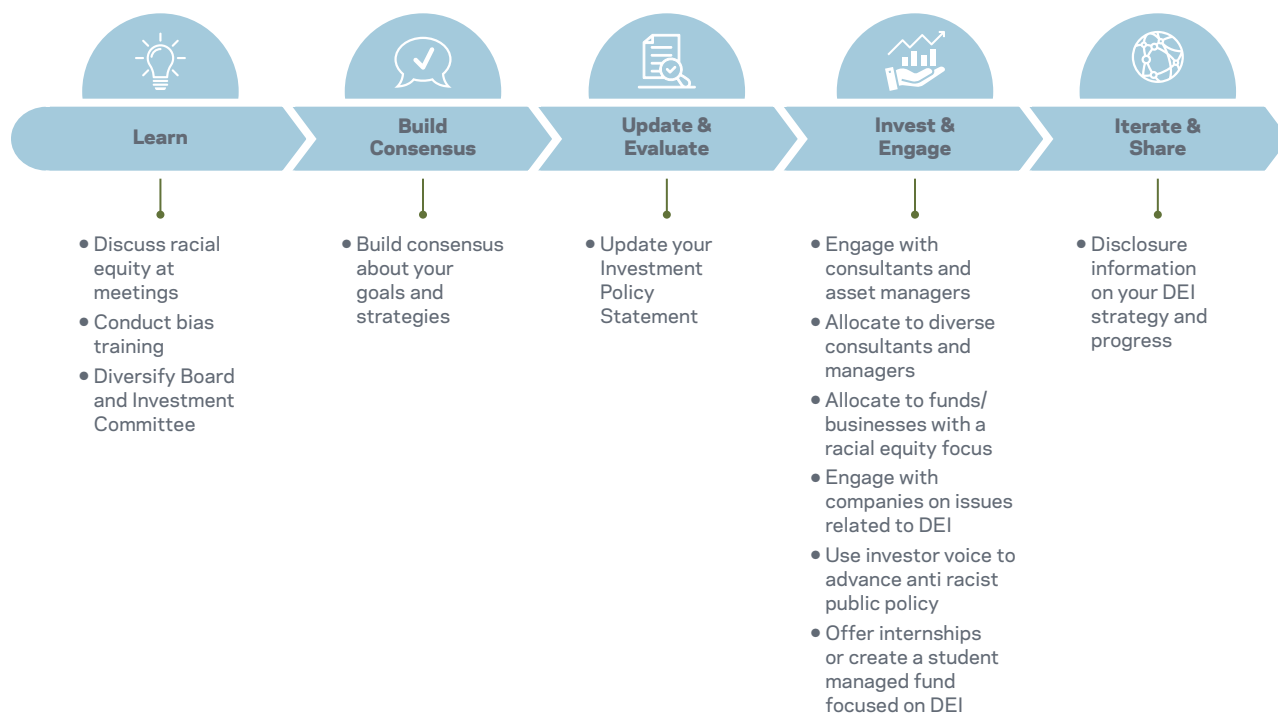 Learn
Build
Consensus
Update &
Evaluate
Invest &
Engage
Iterate &
Share
• Discuss racial
equity at
meetings
• Conduct bias
training
• Diversify Board
and Investment
Committee
• Build consensus
about your
goals and
strategies
• Update your
Investment
Policy
Statement
• Engage with
consultants and
asset managers
• Allocate to diverse
consultants and
managers
• Allocate to funds/
businesses with a
racial equity focus
• Engage with
companies on issues
related to DEI
• Use investor voice to
advance anti racist
public policy
• Offer internships
or create a student
managed fund
focused on DEI
• Disclosure
information
on your DEI
strategy and
progress